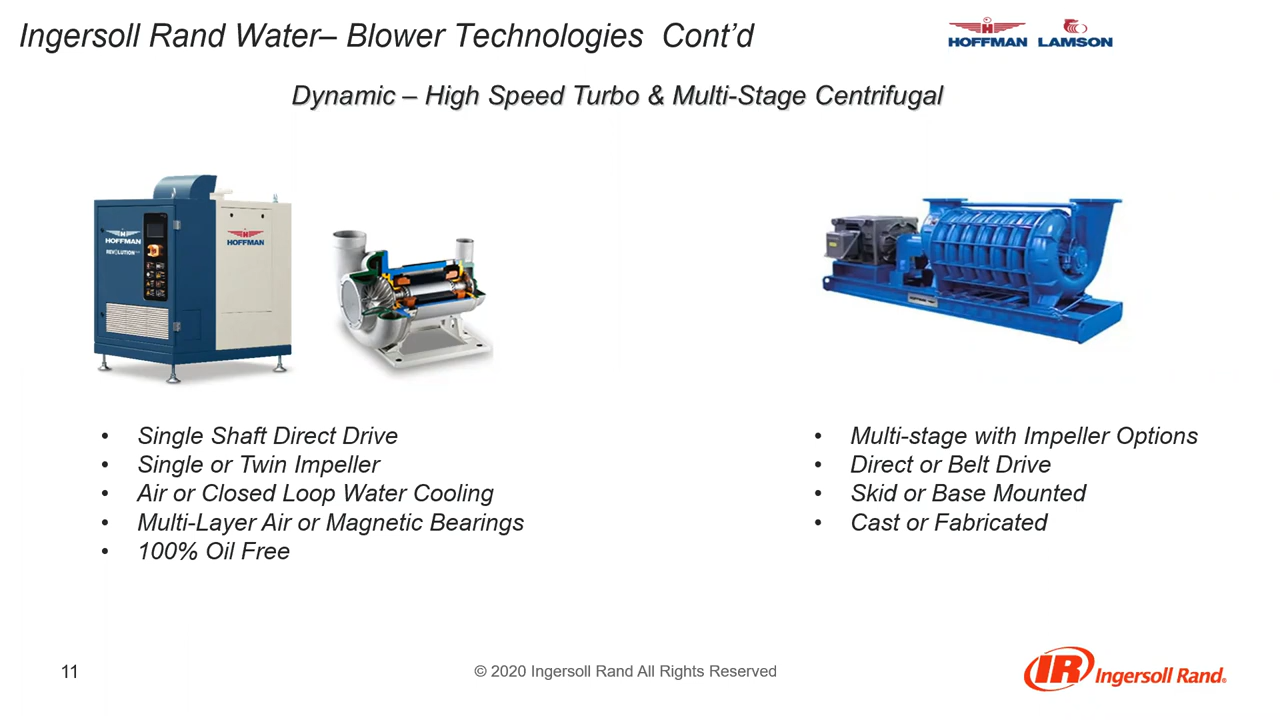 Ingersoll Rand Water– Blower Technologies  Cont’d
HOFFMAN LAMSON
Dynamic – High Speed Turbo & Multi-Stage Centrifugal
HOFFMAN
HOFFMAN
• Single Shaft Direct Drive
• Single or Twin Impeller
• Air or Closed Loop Water Cooling
• Multi-Layer Air or Magnetic Bearings
• 100% Oil Free
• Multi-stage with Impeller Options
• Direct or Belt Drive
• Skid or Base Mounted
• Cast or Fabricated
11
© 2020 Ingersoll Rand All Rights Reserved
IR Ingersoll Rand®